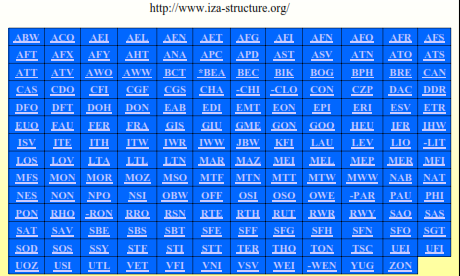 http://www.iza-structure.org/
ABW ACO AEI AEL AEN AET AFG AFI AFN AFO AFR AFS
AFT AFX AFY AHT ANA APC APD AST ASV ATN ATO ATS
ATT ATV AWO AWW BCT *BEA BEC BIK BOG BPH BRE CAN
CAS CDO CFI CGF CGS CHA -CHI -CLO CON CZP DAC DDR
DFO DFT DOH DON EAB EDI EMT EON EPI ERI ESV ETR
EUO FAU FER FRA GIS GIU GME GON GOO HEU IFR IHW
ISV ITE ITH ITW IWR IWW JBW KFI LAU LEV LIO -LIT
LOS LOV LTA LTL LTN MAR MAZ MEI MEL MEP MER MFI
MFS MON MOR MOZ MSO MTF MTN MTT MTW MWW NAB NAT
NES NON NPO NSI OBW OFF OSI OSO OWE -PAR PAU PHI
PON RHO -RON RRO RSN RTE RTH RUT RWR RWY SAO SAS
SAT SAV SBE SBS SBT SFE SFF SFG SFH SFN SFO SGT
SOD SOS SSY STF STI STT TER THO TON TSC UEI UFI
UOZ USI UTL VET VFI VNI VSV WEI -WEN YUG ZON